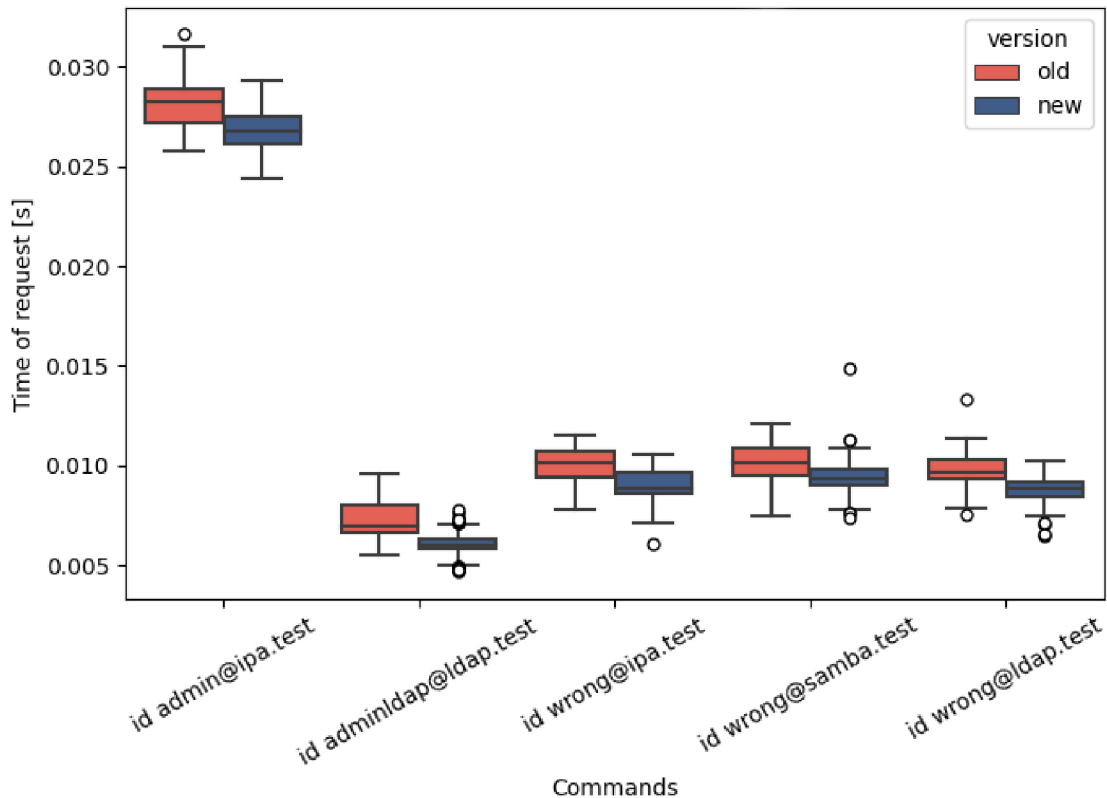 version
old
new
0.030
0.025
0.020
0.015
0.010
0.005
Time of request [s]
id admin@ipa.test
id adminldap@ldap.test
id wrong@ipa.test
id wrong@samba.test
id wrong@ldap.test
Commands